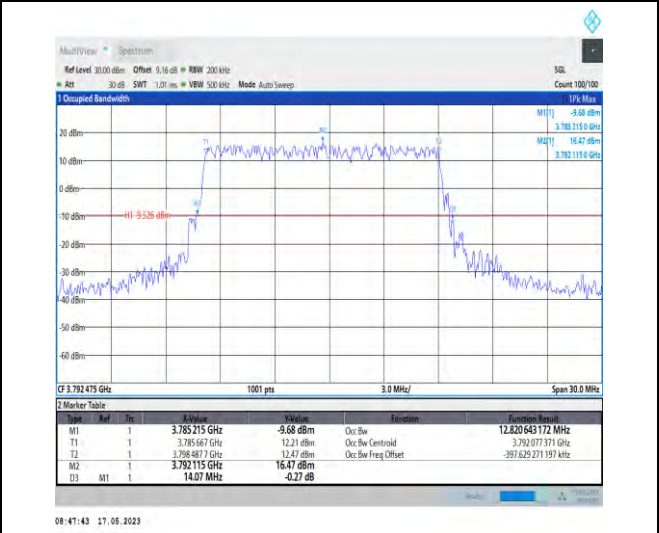 MultiView Spectrum
Ref Level 30.00 dBm Offset 9.16 dB RBW 200 kHz SGL
Att 30 dB SWT 1.01 ms VBW 500 kHz Mode Auto Sweep Count 100/100
1 Occupied Bandwidth 1Pk Max
M1[1] -9.68 dBm
3.785 215 0 GHz
M2[1] 16.47 dBm
3.792 115 0 GHz
20 dBm
T1 M2 T2
10 dBm
0 dBm
-10 dBm H1 -9.526 dBm
-20 dBm
-30 dBm
-40 dBm
-50 dBm
-60 dBm
CF 3.792 475 GHz 1001 pts 3.0 MHz/ Span 30.0 MHz
2 Marker Table
Type Ref Trc X-Value Y-Value Function Function Result
M1 1 3.785 215 GHz -9.68 dBm Occ Bw 12.820 643 172 MHz
T1 1 3.785 667 GHz 12.21 dBm Occ Bw Centroid 3.792 077 371 GHz
T2 1 3.798 487 7 GHz 12.47 dBm Occ Bw Freq Offset -397.629 271 197 kHz
M2 1 3.792 115 GHz 16.47 dBm
D3 M1 1 14.07 MHz -0.27 dB
08:47:43 17.05.2023